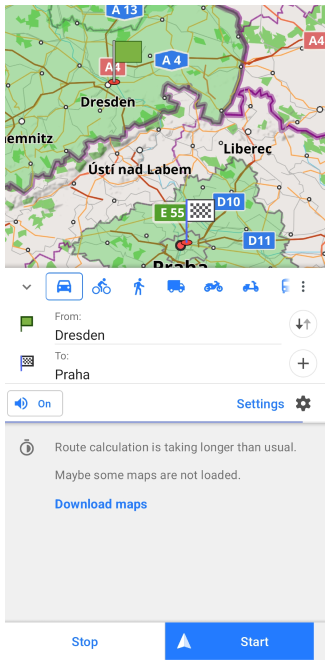 A 13
A4
A 4
A4
Dresden
emnitz
Liberec
Ústí nad Labem
D10
E 55
D11
Praha
From:
Dresden
To:
Praha
On
Settings
Route calculation is taking longer than usual.
Maybe some maps are not loaded.
Download maps
Stop
Start